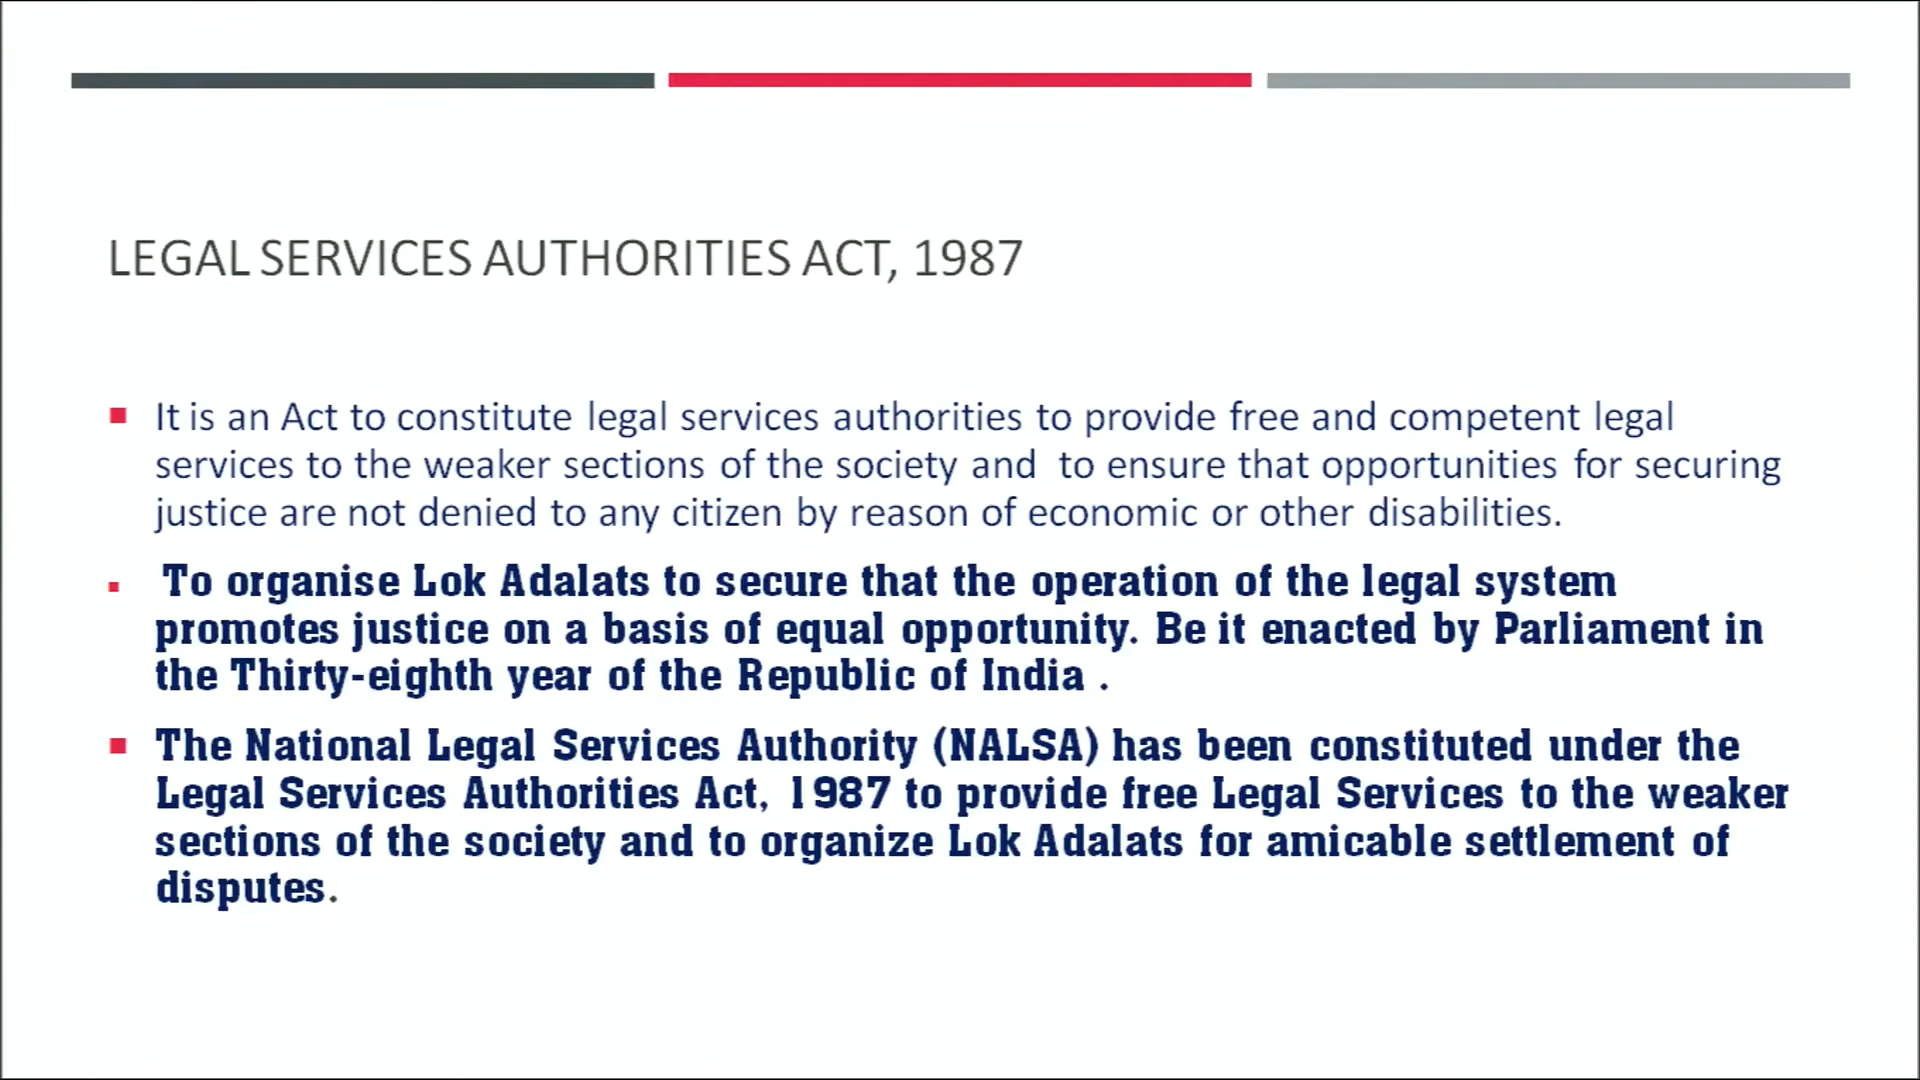 LEGAL SERVICES AUTHORITIES ACT, 1987
It is an Act to constitute legal services authorities to provide free and competent legal
services to the weaker sections of the society and to ensure that opportunities for securing
justice are not denied to any citizen by reason of economic or other disabilities.
To organise Lok Adalats to secure that the operation of the legal system
promotes justice on a basis of equal opportunity. Be it enacted by Parliament in
the Thirty-eighth year of the Republic of India .
The National Legal Services Authority (NALSA) has been constituted under the
Legal Services Authorities Act, 1987 to provide free Legal Services to the weaker
sections of the society and to organize Lok Adalats for amicable settlement of
disputes.